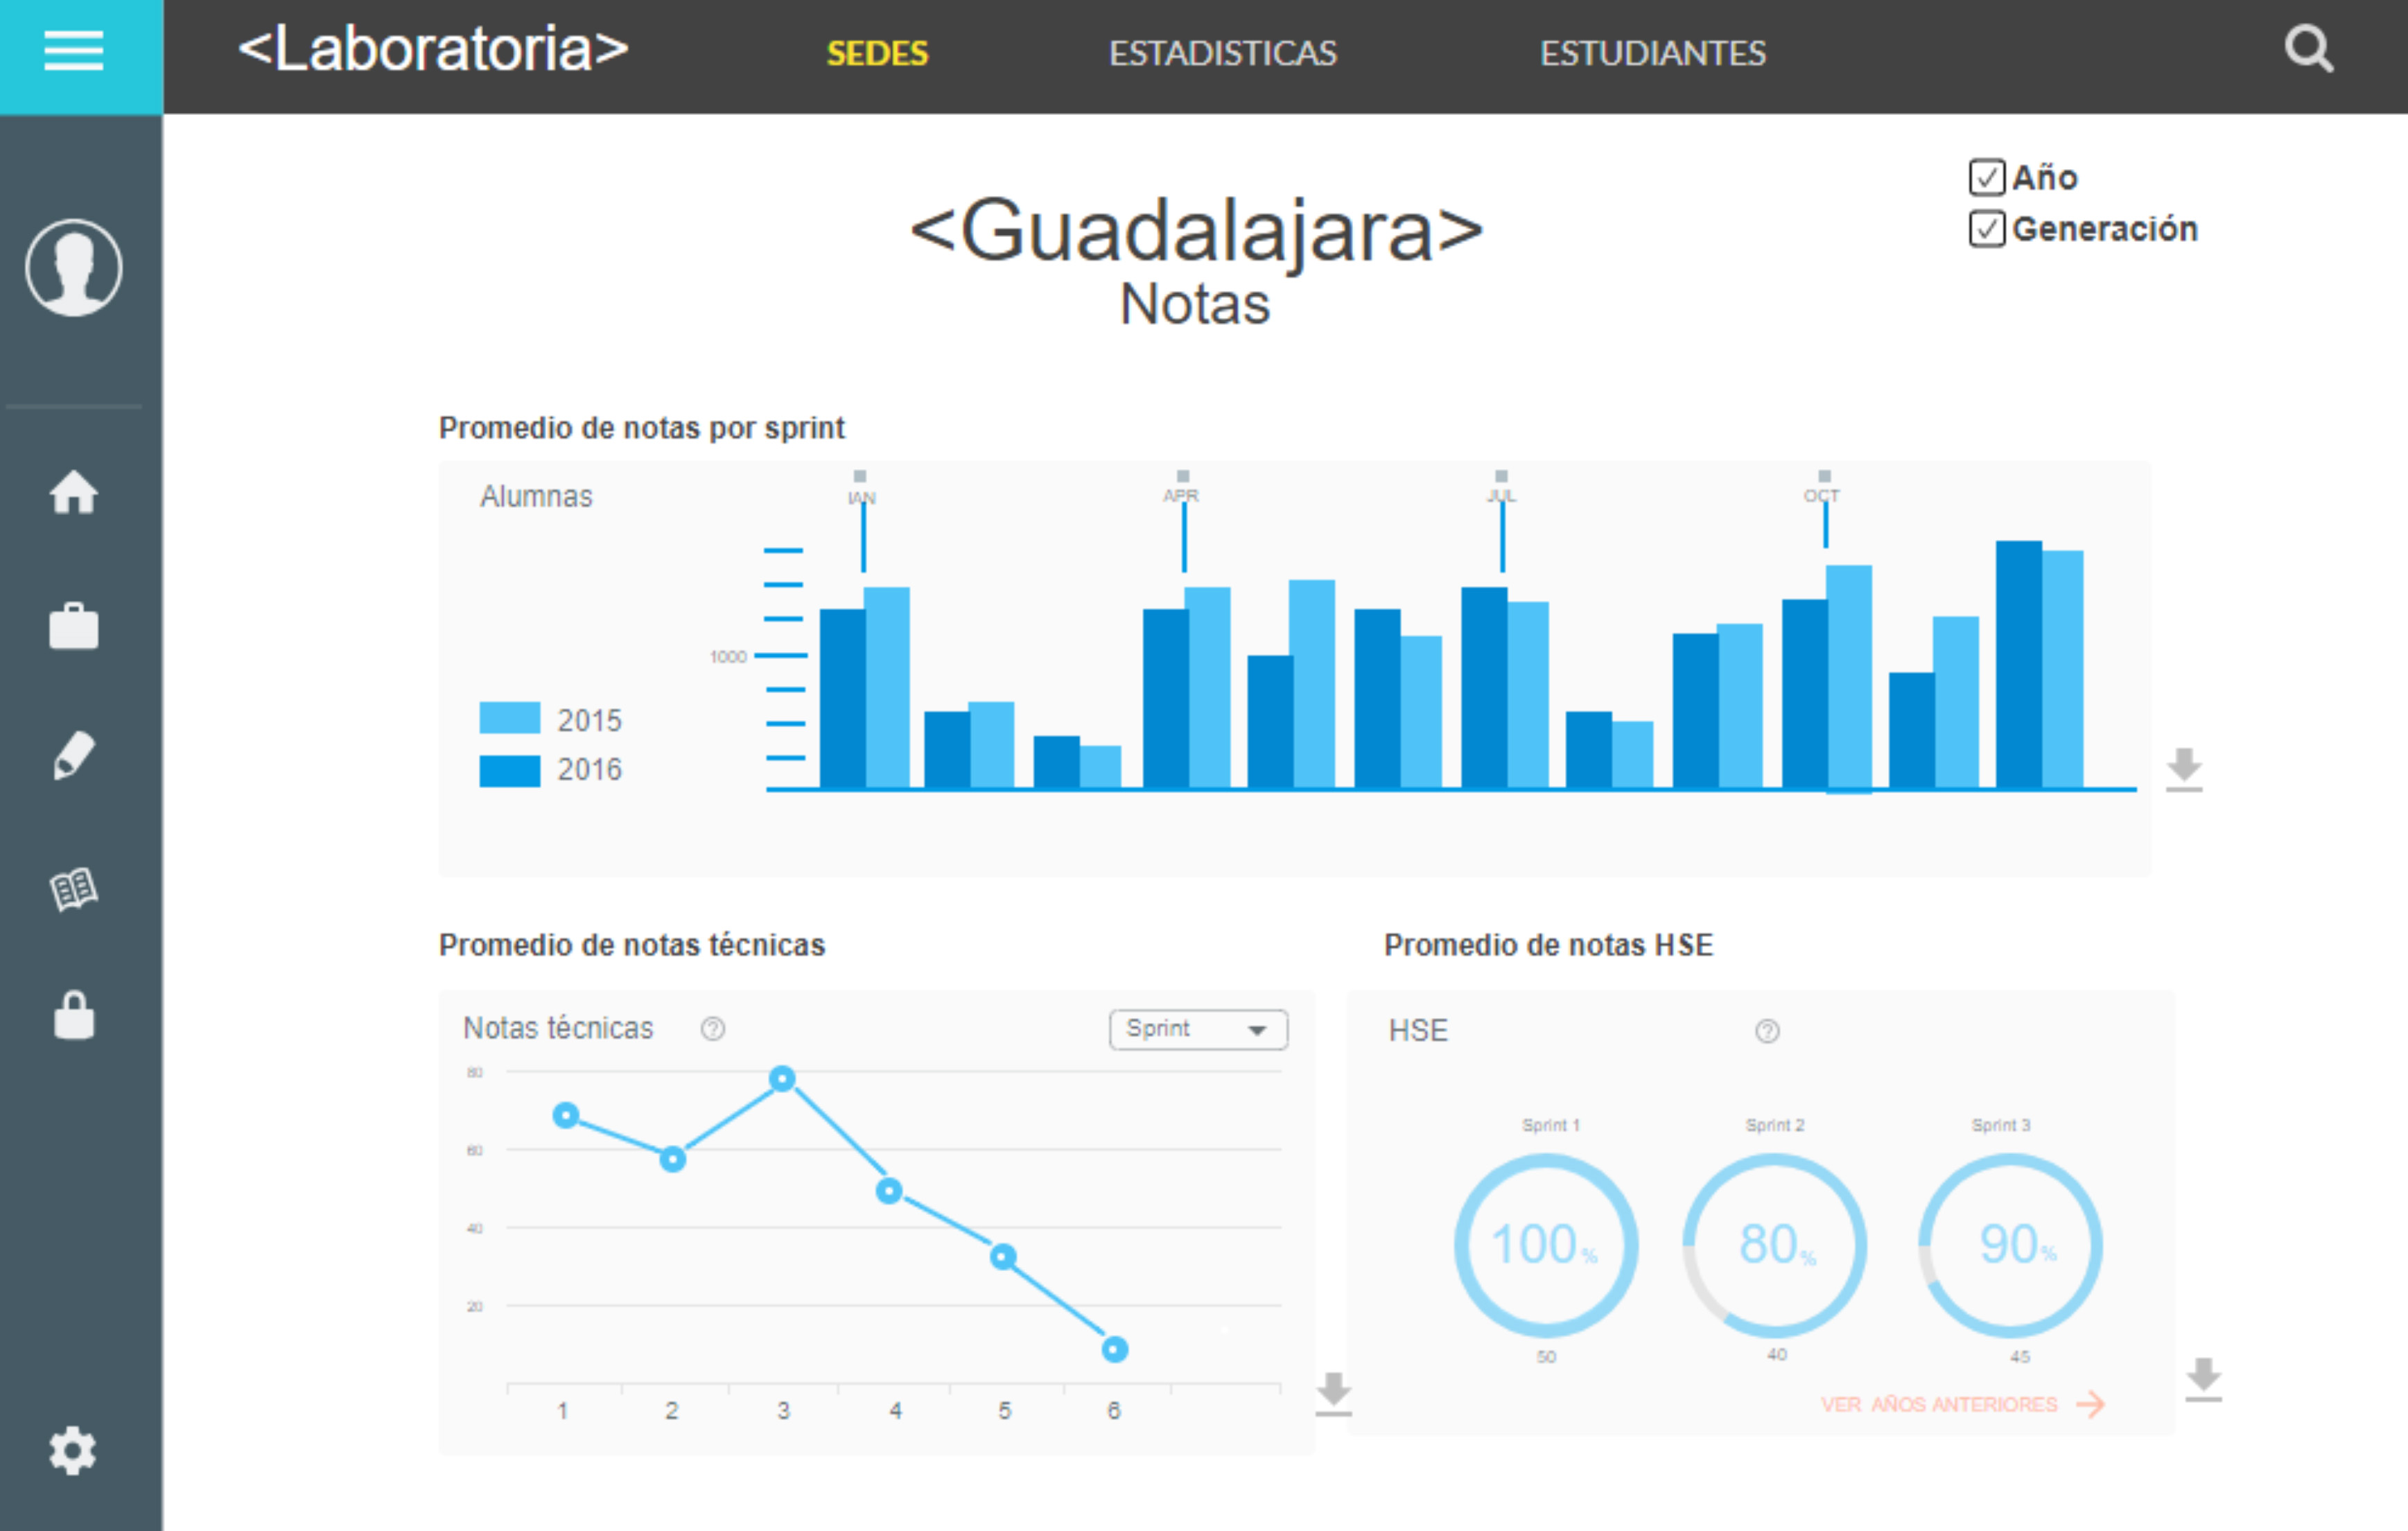 <Laboratoria> SEDES ESTADISTICAS ESTUDIANTES
Año
Generación
<Guadalajara>
Notas
Promedio de notas por sprint
Alumnas
IAN APR JUL OCT
1000
2015
2016
Promedio de notas técnicas
Notas técnicas ? Sprint
80
60
40
20
1 2 3 4 5 6
Promedio de notas HSE
HSE ?
Sprint 1 Sprint 2 Sprint 3
100% 80% 90%
50 40 45
VER AÑOS ANTERIORES